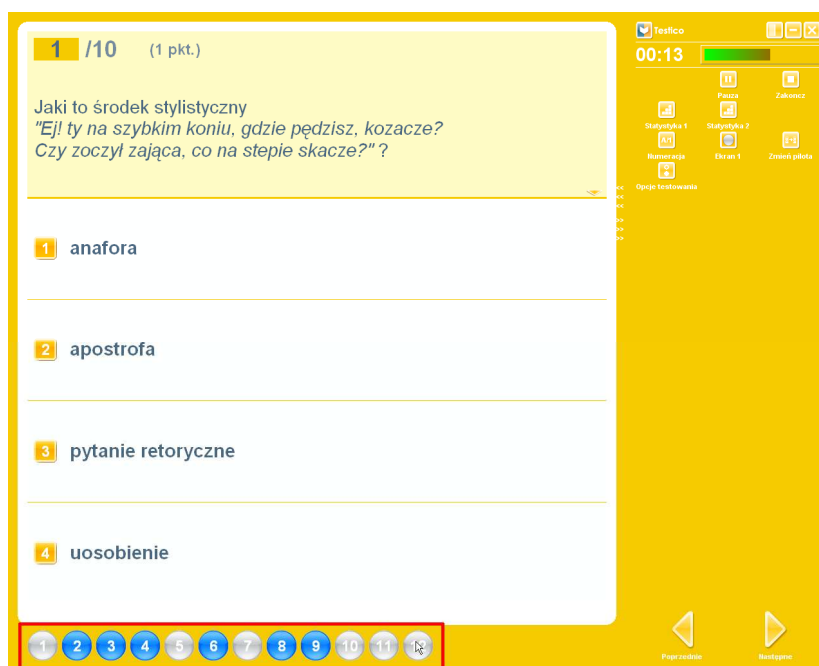 1 /10 (1 pkt.)
Jaki to środek stylistyczny
"Ej! ty na szybkim koniu, gdzie pędzisz, kozacze?
Czy zoczył zająca, co na stepie skacze?" ?
1 anafora
2 apostrofa
3 pytanie retoryczne
4 uosobienie
1 2 3 4 5 6 7 8 9 10 11
Testico
00:13
Pauza Zakończ
Statystyka 1 Statystyka 2
Numeracja Ekran 1 Zmień pilota
Opcje testowania
<<
<<
<<
>>
>>
>>
Poprzednie Następne